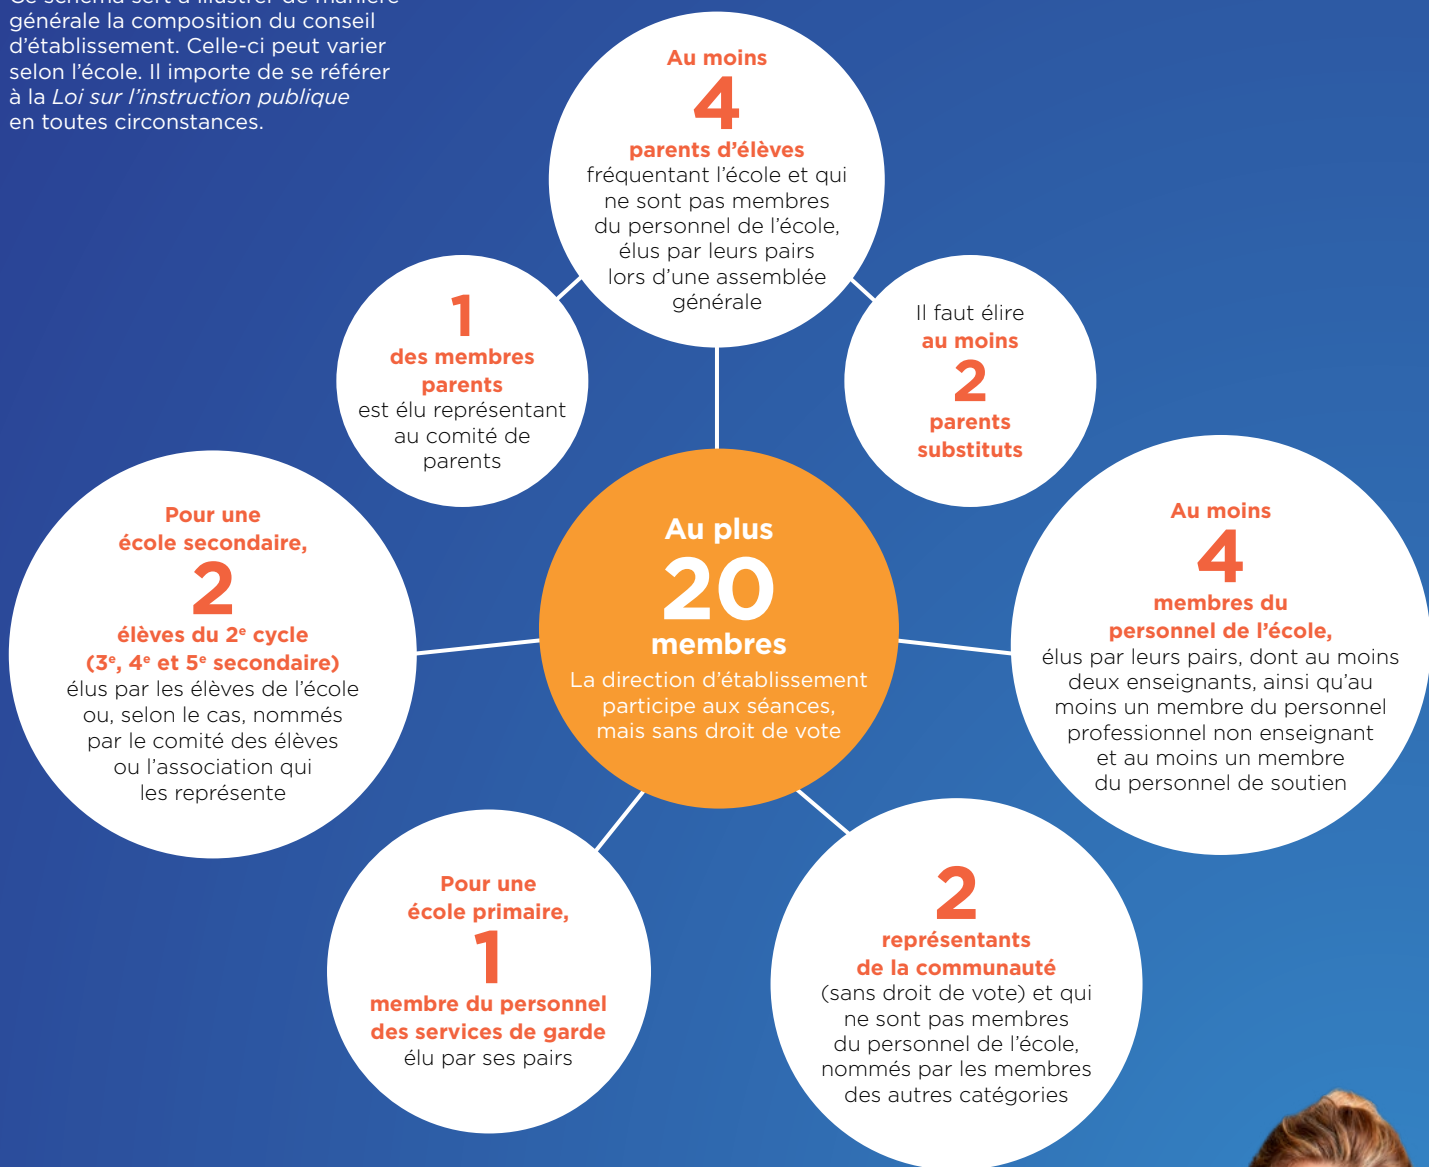 Ce schéma sert à illustrer de manière
générale la composition du conseil
d’établissement. Celle-ci peut varier
selon l’école. Il importe de se référer
à la Loi sur l’instruction publique
en toutes circonstances.
Au moins
4
parents d’élèves
fréquentant l’école et qui
ne sont pas membres
du personnel de l’école,
élus par leurs pairs
lors d’une assemblée
générale
1
des membres
parents
est élu représentant
au comité de
parents
Il faut élire
au moins
2
parents
substituts
Pour une
école secondaire,
2
élèves du 2e cycle
(3e, 4e et 5e secondaire)
élus par les élèves de l’école
ou, selon le cas, nommés
par le comité des élèves
ou l’association qui
les représente
Au plus
20
membres
La direction d’établissement
participe aux séances,
mais sans droit de vote
Au moins
4
membres du
personnel de l’école,
élus par leurs pairs, dont au moins
deux enseignants, ainsi qu’au
moins un membre du personnel
professionnel non enseignant
et au moins un membre
du personnel de soutien
Pour une
école primaire,
1
membre du personnel
des services de garde
élu par ses pairs
2
représentants
de la communauté
(sans droit de vote) et qui
ne sont pas membres
du personnel de l’école,
nommés par les membres
des autres catégories